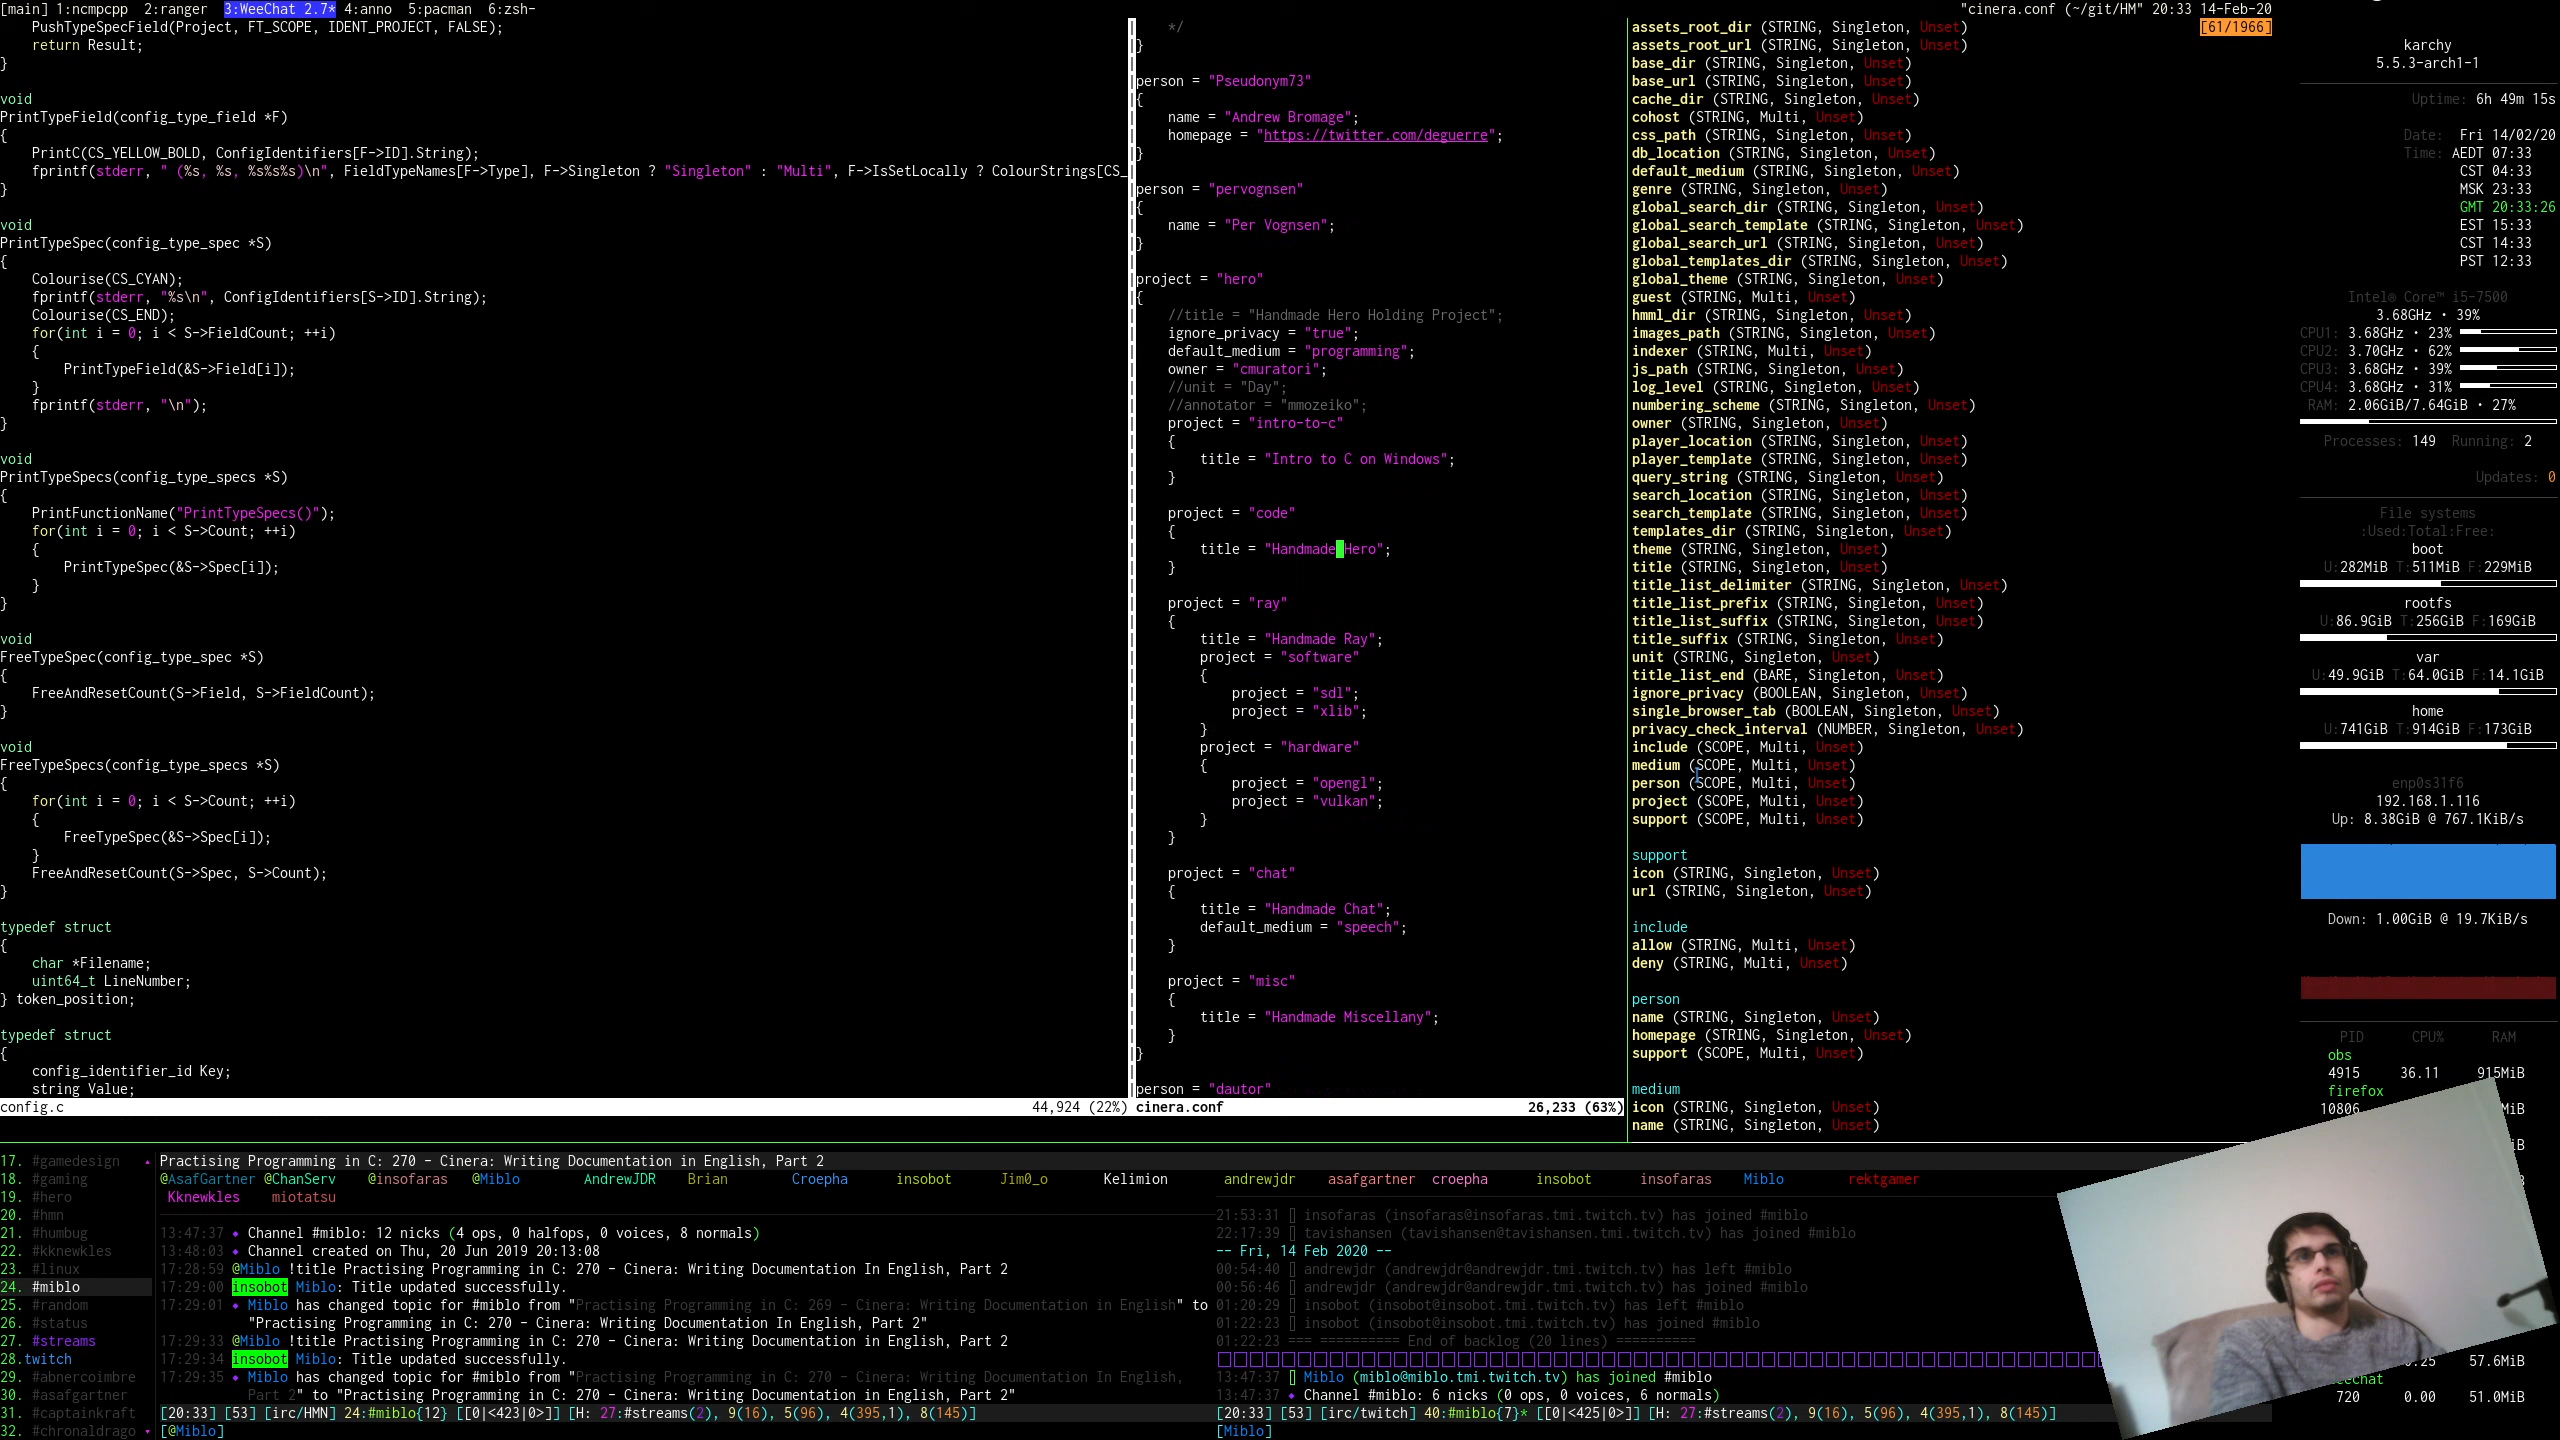 [main] 1:ncmpcpp  2:ranger  3:WeeChat 2.7* 4:anno  5:pacman  6:zsh-
"cinera.conf (~/git/HM" 20:33 14-Feb-20
    PushTypeSpecField(Project, FT_SCOPE, IDENT_PROJECT, FALSE);
    return Result;
}
void
PrintTypeField(config_type_field *F)
{
    PrintC(CS_YELLOW_BOLD, ConfigIdentifiers[F->ID].String);
    fprintf(stderr, " (%s, %s, %s%s%s)\n", FieldTypeNames[F->Type], F->Singleton ? "Singleton" : "Multi", F->IsSetLocally ? ColourStrings[CS_
}
void
PrintTypeSpec(config_type_spec *S)
{
    Colourise(CS_CYAN);
    fprintf(stderr, "%s\n", ConfigIdentifiers[S->ID].String);
    Colourise(CS_END);
    for(int i = 0; i < S->FieldCount; ++i)
    {
        PrintTypeField(&S->Field[i]);
    }
    fprintf(stderr, "\n");
}
void
PrintTypeSpecs(config_type_specs *S)
{
    PrintFunctionName("PrintTypeSpecs()");
    for(int i = 0; i < S->Count; ++i)
    {
        PrintTypeSpec(&S->Spec[i]);
    }
}
void
FreeTypeSpec(config_type_spec *S)
{
    FreeAndResetCount(S->Field, S->FieldCount);
}
void
FreeTypeSpecs(config_type_specs *S)
{
    for(int i = 0; i < S->Count; ++i)
    {
        FreeTypeSpec(&S->Spec[i]);
    }
    FreeAndResetCount(S->Spec, S->Count);
}
typedef struct
{
    char *Filename;
    uint64_t LineNumber;
} token_position;
typedef struct
{
    config_identifier_id Key;
    string Value;
config.c 44,924 (22%)
    */
}
person = "Pseudonym73"
{
    name = "Andrew Bromage";
    homepage = "https://twitter.com/deguerre";
}
person = "pervognsen"
{
    name = "Per Vognsen";
}
project = "hero"
{
    //title = "Handmade Hero Holding Project";
    ignore_privacy = "true";
    default_medium = "programming";
    owner = "cmuratori";
    //unit = "Day";
    //annotator = "mmozeiko";
    project = "intro-to-c"
    {
        title = "Intro to C on Windows";
    }
    project = "code"
    {
        title = "Handmade Hero";
    }
    project = "ray"
    {
        title = "Handmade Ray";
        project = "software"
        {
            project = "sdl";
            project = "xlib";
        }
        project = "hardware"
        {
            project = "opengl";
            project = "vulkan";
        }
    }
    project = "chat"
    {
        title = "Handmade Chat";
        default_medium = "speech";
    }
    project = "misc"
    {
        title = "Handmade Miscellany";
    }
}
person = "dautor"
cinera.conf 26,233 (63%)
assets_root_dir (STRING, Singleton, Unset) [61/1966]
assets_root_url (STRING, Singleton, Unset)
base_dir (STRING, Singleton, Unset)
base_url (STRING, Singleton, Unset)
cache_dir (STRING, Singleton, Unset)
cohost (STRING, Multi, Unset)
css_path (STRING, Singleton, Unset)
db_location (STRING, Singleton, Unset)
default_medium (STRING, Singleton, Unset)
genre (STRING, Singleton, Unset)
global_search_dir (STRING, Singleton, Unset)
global_search_template (STRING, Singleton, Unset)
global_search_url (STRING, Singleton, Unset)
global_templates_dir (STRING, Singleton, Unset)
global_theme (STRING, Singleton, Unset)
guest (STRING, Multi, Unset)
hmml_dir (STRING, Singleton, Unset)
images_path (STRING, Singleton, Unset)
indexer (STRING, Multi, Unset)
js_path (STRING, Singleton, Unset)
log_level (STRING, Singleton, Unset)
numbering_scheme (STRING, Singleton, Unset)
owner (STRING, Singleton, Unset)
player_location (STRING, Singleton, Unset)
player_template (STRING, Singleton, Unset)
query_string (STRING, Singleton, Unset)
search_location (STRING, Singleton, Unset)
search_template (STRING, Singleton, Unset)
templates_dir (STRING, Singleton, Unset)
theme (STRING, Singleton, Unset)
title (STRING, Singleton, Unset)
title_list_delimiter (STRING, Singleton, Unset)
title_list_prefix (STRING, Singleton, Unset)
title_list_suffix (STRING, Singleton, Unset)
title_suffix (STRING, Singleton, Unset)
unit (STRING, Singleton, Unset)
title_list_end (BARE, Singleton, Unset)
ignore_privacy (BOOLEAN, Singleton, Unset)
single_browser_tab (BOOLEAN, Singleton, Unset)
privacy_check_interval (NUMBER, Singleton, Unset)
include (SCOPE, Multi, Unset)
medium (SCOPE, Multi, Unset)
person (SCOPE, Multi, Unset)
project (SCOPE, Multi, Unset)
support (SCOPE, Multi, Unset)
support
icon (STRING, Singleton, Unset)
url (STRING, Singleton, Unset)
include
allow (STRING, Multi, Unset)
deny (STRING, Multi, Unset)
person
name (STRING, Singleton, Unset)
homepage (STRING, Singleton, Unset)
support (SCOPE, Multi, Unset)
medium
icon (STRING, Singleton, Unset)
name (STRING, Singleton, Unset)
karchy
5.5.3-arch1-1
Uptime: 6h 49m 15s
Date: Fri 14/02/20
Time: AEDT 07:33
CST 04:33
MSK 23:33
GMT 20:33:26
EST 15:33
CST 14:33
PST 12:33
Intel® Core™ i5-7500
3.68GHz • 39%
CPU1: 3.68GHz • 23%
CPU2: 3.70GHz • 62%
CPU3: 3.68GHz • 39%
CPU4: 3.68GHz • 31%
RAM: 2.06GiB/7.64GiB • 27%
Processes: 149  Running: 2
Updates: 0
File systems
:Used:Total:Free:
boot
U:282MiB T:511MiB F:229MiB
rootfs
U:86.9GiB T:256GiB F:169GiB
var
U:49.9GiB T:64.0GiB F:14.1GiB
home
U:741GiB T:914GiB F:173GiB
enp0s31f6
192.168.1.116
Up: 8.38GiB @ 767.1KiB/s
Down: 1.00GiB @ 19.7KiB/s
PID CPU% RAM
obs
4915 36.11 915MiB
firefox
10806 MiB
57.6MiB
720 0.00 51.0MiB
17. #gamedesign
18. #gaming
19. #hero
20. #hmn
21. #humbug
22. #kknewkles
23. #linux
24. #miblo
25. #random
26. #status
27. #streams
28.twitch
29. #abnercoimbre
30. #asafgartner
31. #captainkraft
32. #chronaldrago
Practising Programming in C: 270 - Cinera: Writing Documentation in English, Part 2
@AsafGartner @ChanServ @insofaras @Miblo AndrewJDR Brian Croepha insobot Jim0_o Kelimion
Kknewkles miotatsu
13:47:37 ◆ Channel #miblo: 12 nicks (4 ops, 0 halfops, 0 voices, 8 normals)
13:48:03 ◆ Channel created on Thu, 20 Jun 2019 20:13:08
17:28:59 @Miblo !title Practising Programming in C: 270 - Cinera: Writing Documentation In English, Part 2
17:29:00 insobot Miblo: Title updated successfully.
17:29:01 ◆ Miblo has changed topic for #miblo from "Practising Programming in C: 269 - Cinera: Writing Documentation in English" to
"Practising Programming in C: 270 - Cinera: Writing Documentation In English, Part 2"
17:29:33 @Miblo !title Practising Programming in C: 270 - Cinera: Writing Documentation in English, Part 2
17:29:34 insobot Miblo: Title updated successfully.
17:29:35 ◆ Miblo has changed topic for #miblo from "Practising Programming in C: 270 - Cinera: Writing Documentation In English,
Part 2" to "Practising Programming in C: 270 - Cinera: Writing Documentation in English, Part 2"
[20:33] [53] [irc/HMN] 24:#miblo{12} [[0|<423|0>]] [H: 27:#streams(2), 9(16), 5(96), 4(395,1), 8(145)]
[@Miblo]
andrewjdr asafgartner croepha insobot insofaras Miblo rektgamer
21:53:31 insofaras (insofaras@insofaras.tmi.twitch.tv) has joined #miblo
22:17:39 tavishansen (tavishansen@tavishansen.tmi.twitch.tv) has joined #miblo
-- Fri, 14 Feb 2020 --
00:54:40 andrewjdr (andrewjdr@andrewjdr.tmi.twitch.tv) has left #miblo
00:56:46 andrewjdr (andrewjdr@andrewjdr.tmi.twitch.tv) has joined #miblo
01:20:29 insobot (insobot@insobot.tmi.twitch.tv) has left #miblo
01:22:23 insobot (insobot@insobot.tmi.twitch.tv) has joined #miblo
01:22:23 === ========== End of backlog (20 lines) ==========
13:47:37 Miblo (miblo@miblo.tmi.twitch.tv) has joined #miblo
13:47:37 ◆ Channel #miblo: 6 nicks (0 ops, 0 voices, 6 normals)
[20:33] [53] [irc/twitch] 40:#miblo{7}* [[0|<425|0>]] [H: 27:#streams(2), 9(16), 5(96), 4(395,1), 8(145)]
[Miblo]